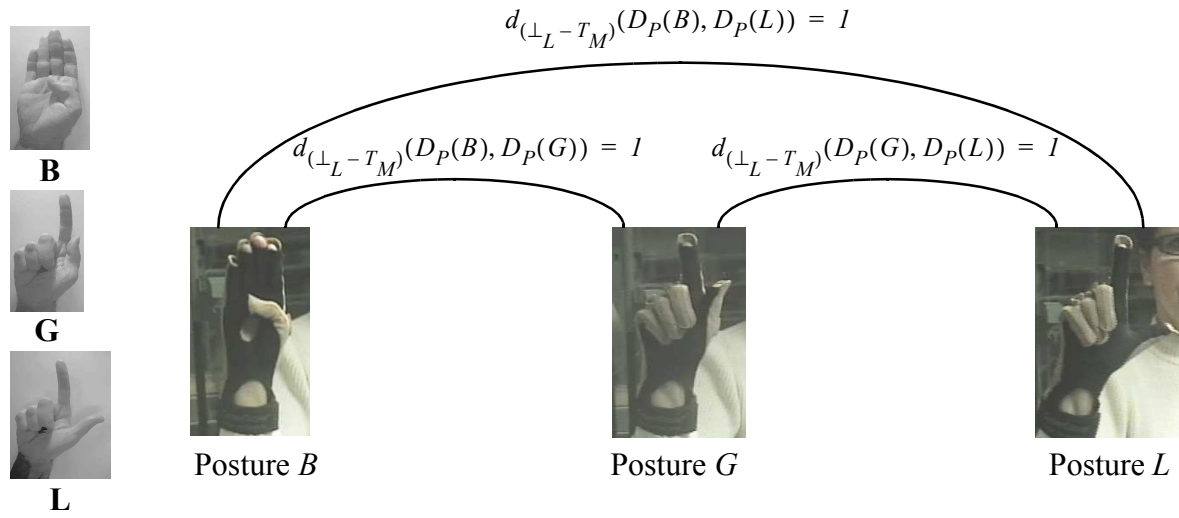 d_{(⊥_L – T_M)}(D_P(B), D_P(L)) = 1
d_{(⊥_L – T_M)}(D_P(B), D_P(G)) = 1
d_{(⊥_L – T_M)}(D_P(G), D_P(L)) = 1
B
G
L
Posture B
Posture G
Posture L